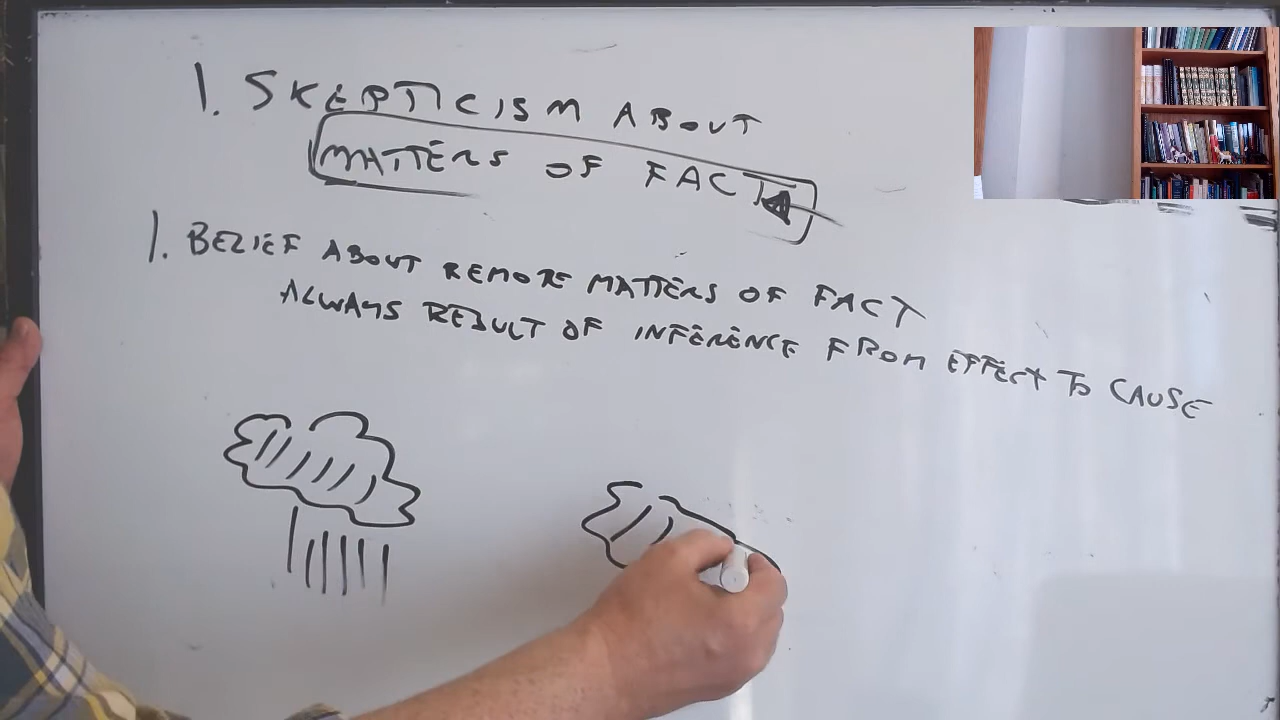 1. SKEPTICISM ABOUT
MATTERS OF FACT
1. BELIEF ABOUT REMOTE MATTERS OF FACT
ALWAYS RESULT OF INFERENCE FROM EFFECT TO CAUSE